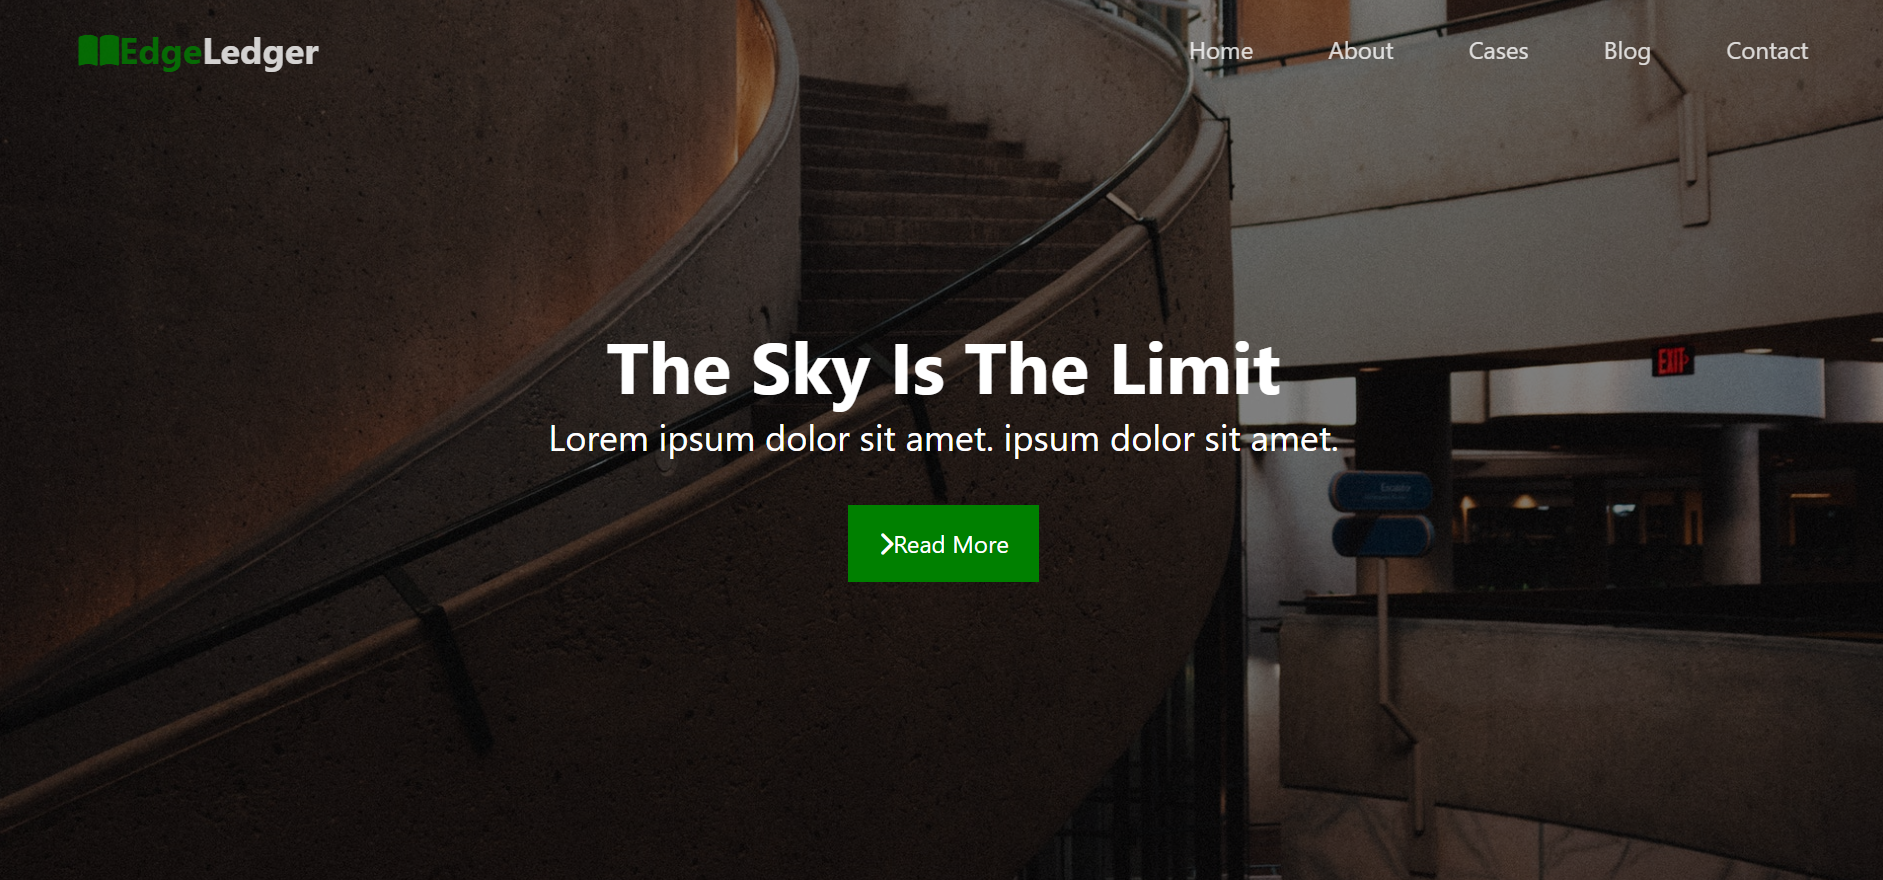 EdgeLedger
Home About Cases Blog Contact
The Sky Is The Limit
Lorem ipsum dolor sit amet. ipsum dolor sit amet.
Read More
EXIT
Escalator